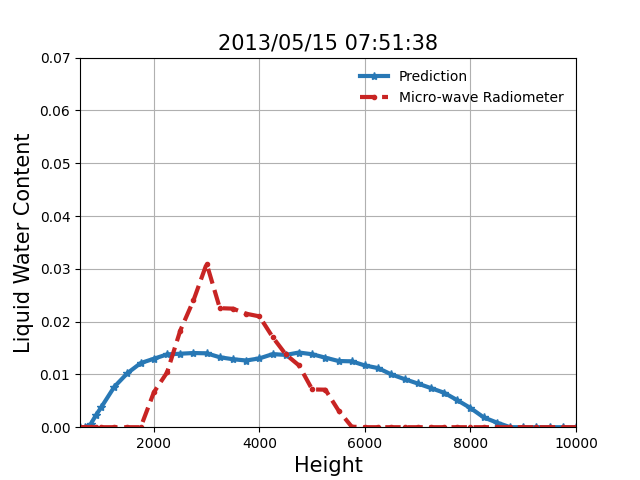 2013/05/15 07:51:38
0.07
0.06
0.05
0.04
0.03
0.02
0.01
0.00
Liquid Water Content
Prediction
Micro-wave Radiometer
2000 4000 6000 8000 10000
Height